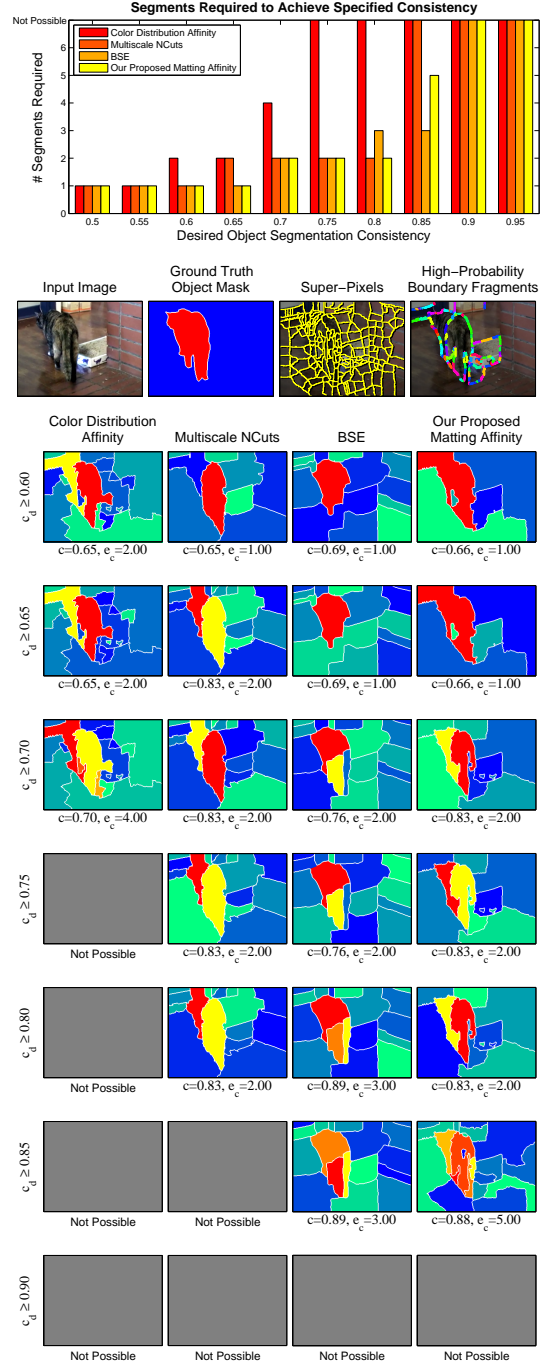 Segments Required to Achieve Specified Consistency
Not Possible
7
6
5
4
3
2
1
0
# Segments Required
Color Distribution Affinity
Multiscale NCuts
BSE
Our Proposed Matting Affinity
0.5 0.55 0.6 0.65 0.7 0.75 0.8 0.85 0.9 0.95
Desired Object Segmentation Consistency
Input Image
Ground Truth
Object Mask
Super−Pixels
High−Probability
Boundary Fragments
Color Distribution
Affinity
Multiscale NCuts
BSE
Our Proposed
Matting Affinity
c_d ≥ 0.60
c=0.65, e_c=2.00 c=0.65, e_c=1.00 c=0.69, e_c=1.00 c=0.66, e_c=1.00
c_d ≥ 0.65
c=0.65, e_c=2.00 c=0.83, e_c=2.00 c=0.69, e_c=1.00 c=0.66, e_c=1.00
c_d ≥ 0.70
c=0.70, e_c=4.00 c=0.83, e_c=2.00 c=0.76, e_c=2.00 c=0.83, e_c=2.00
c_d ≥ 0.75
Not Possible c=0.83, e_c=2.00 c=0.76, e_c=2.00 c=0.83, e_c=2.00
c_d ≥ 0.80
Not Possible c=0.83, e_c=2.00 c=0.89, e_c=3.00 c=0.83, e_c=2.00
c_d ≥ 0.85
Not Possible Not Possible c=0.89, e_c=3.00 c=0.88, e_c=5.00
c_d ≥ 0.90
Not Possible Not Possible Not Possible Not Possible